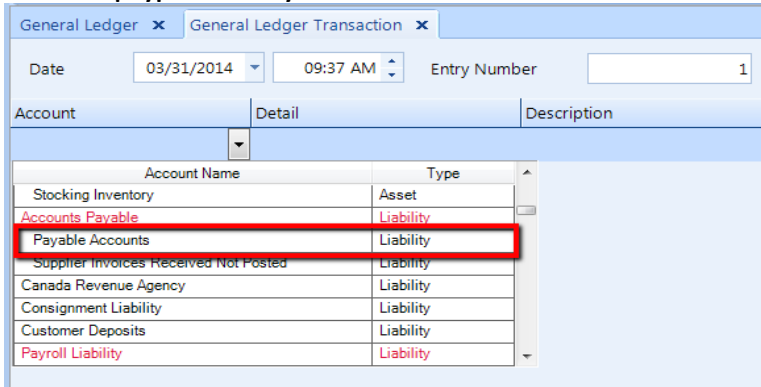 General Ledger × General Ledger Transaction ×
Date 03/31/2014 09:37 AM Entry Number 1
Account Detail Description
Account Name Type
Stocking Inventory Asset
Accounts Payable Liability
Payable Accounts Liability
Supplier Invoices Received Not Posted Liability
Canada Revenue Agency Liability
Consignment Liability Liability
Customer Deposits Liability
Payroll Liability Liability